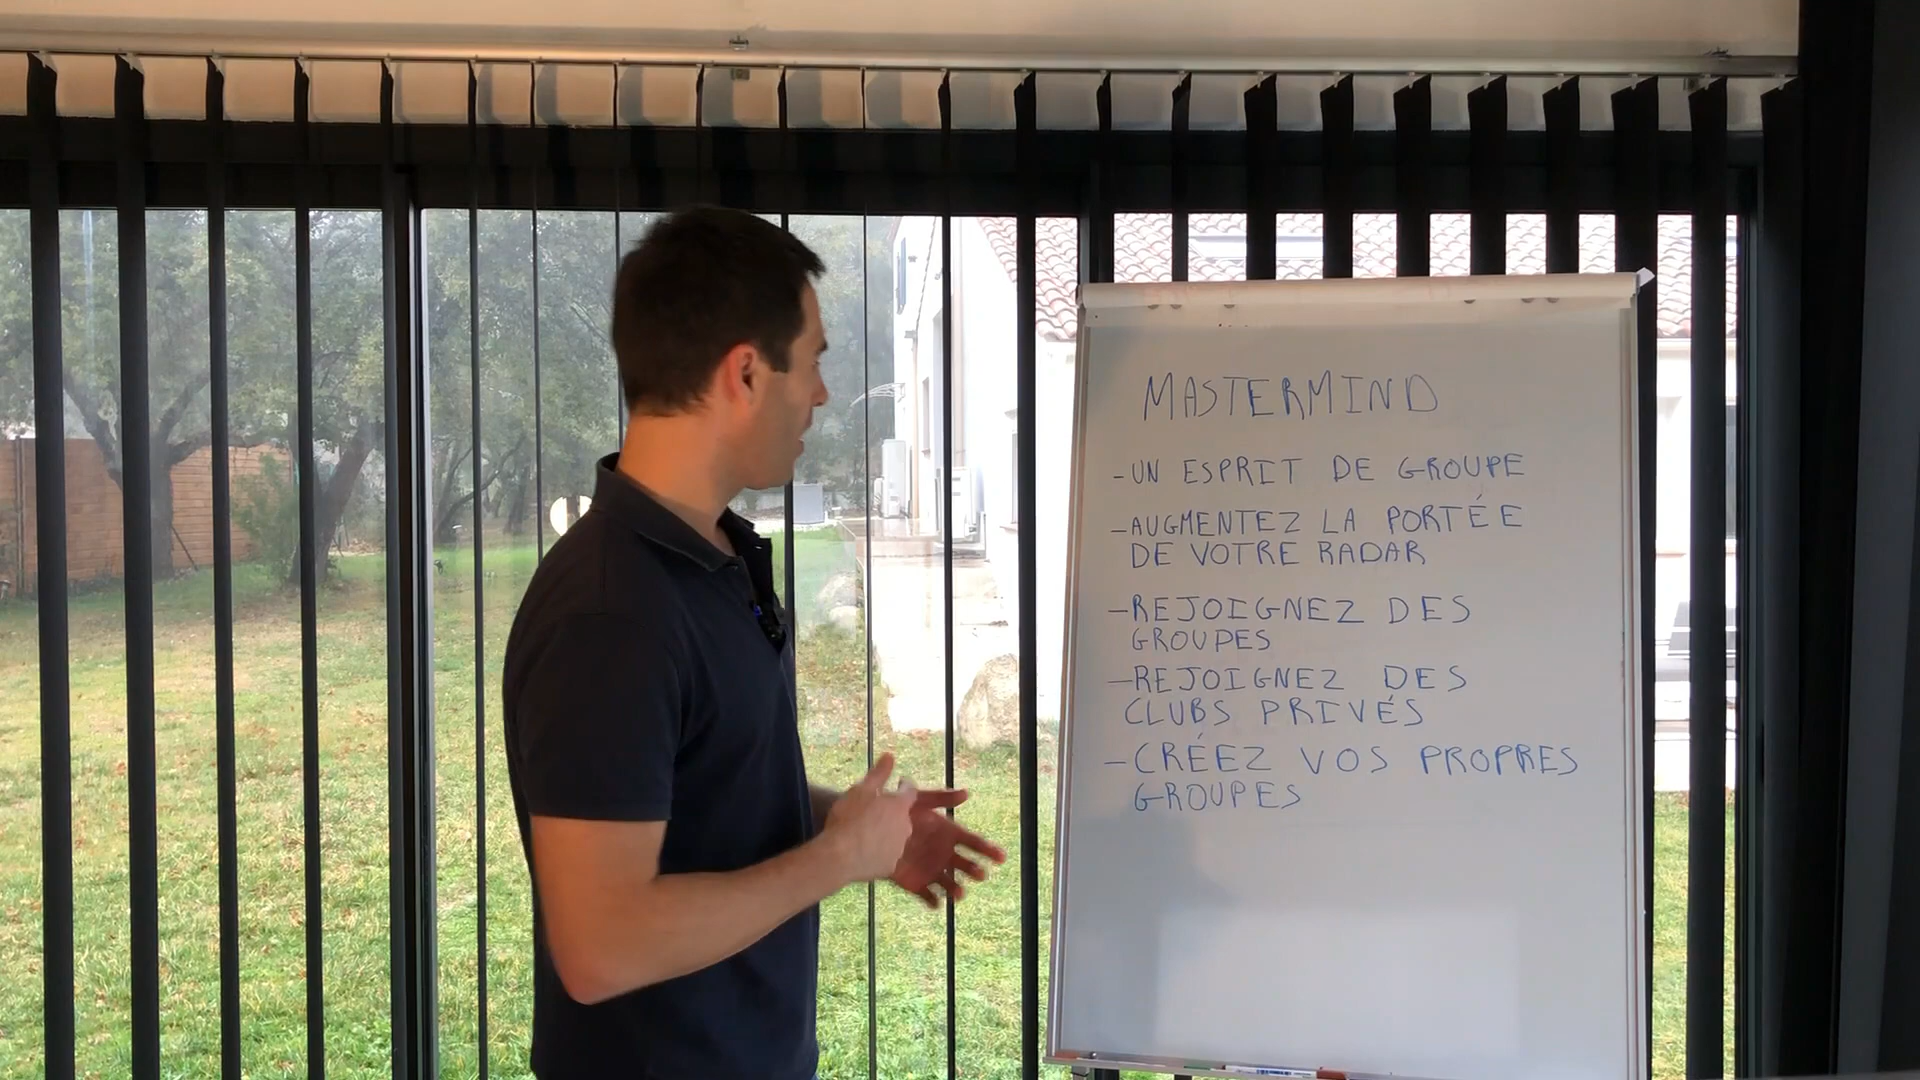 MASTERMIND
-UN ESPRIT DE GROUPE
-AUGMENTEZ LA PORTÉE
DE VOTRE RADAR
-REJOIGNEZ DES
GROUPES
-REJOIGNEZ DES
CLUBS PRIVÉS
-CRÉEZ VOS PROPRES
GROUPES